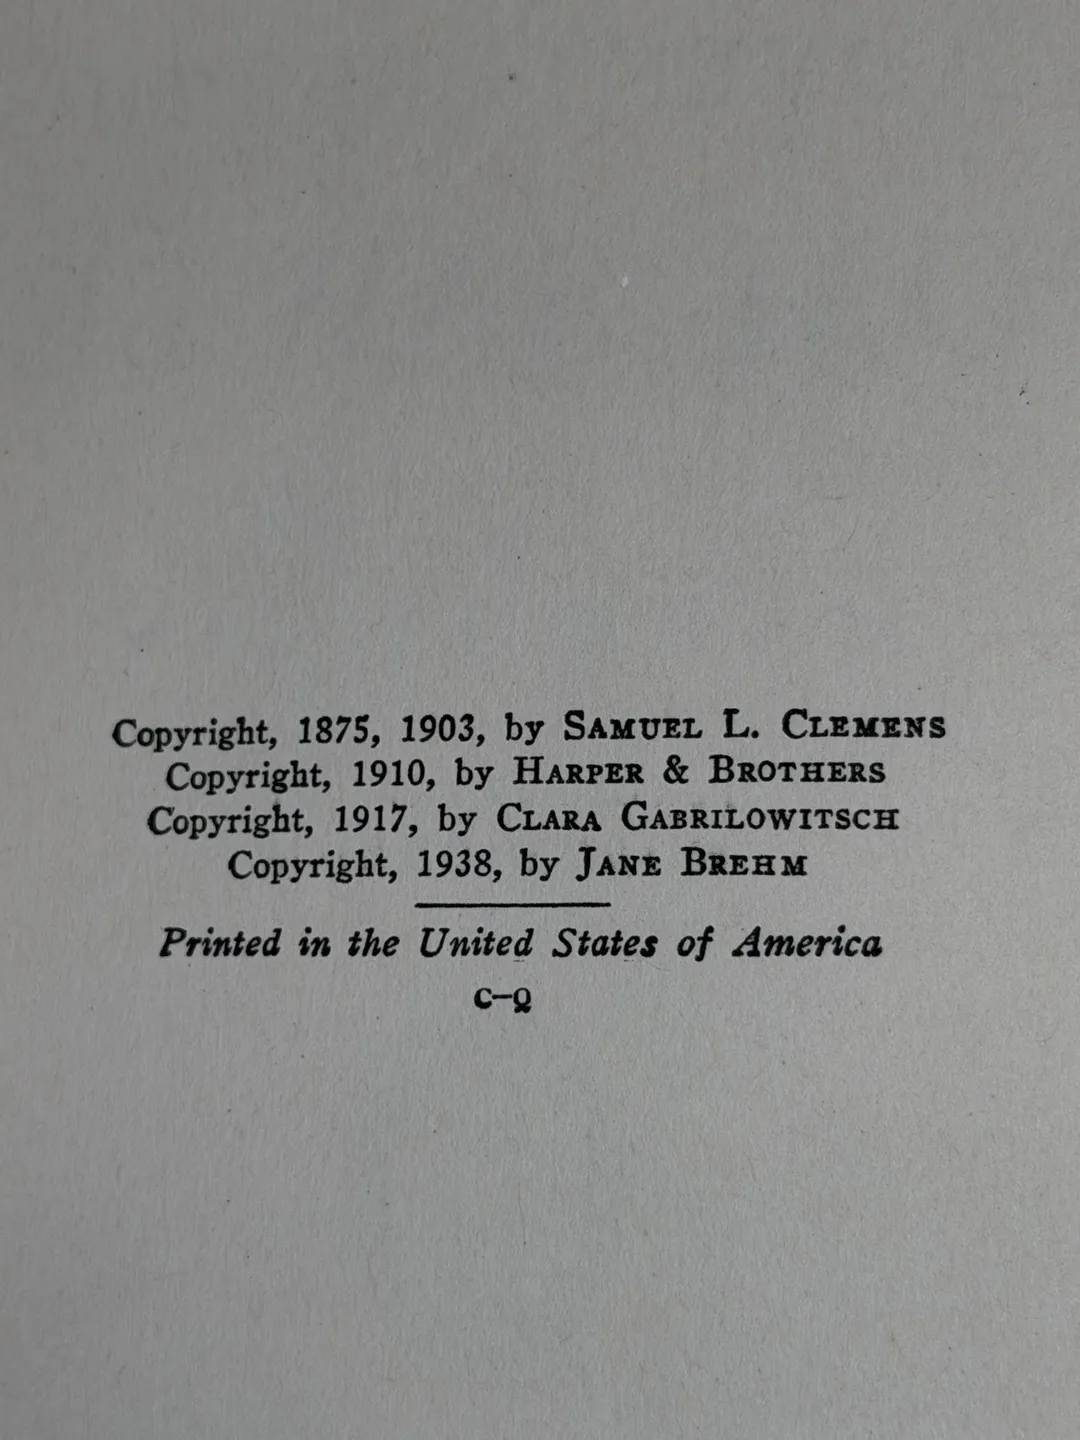 Copyright, 1875, 1903, by SAMUEL L. CLEMENS
Copyright, 1910, by HARPER & BROTHERS
Copyright, 1917, by CLARA GABRILOWITSCH
Copyright, 1938, by JANE BREHM
Printed in the United States of America
C–Q